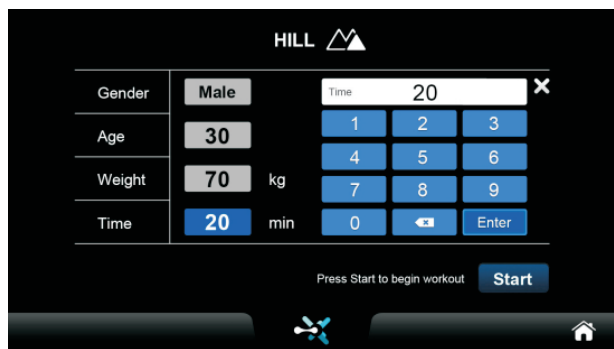 HILL
Gender Male
Age 30
Weight 70 kg
Time 20 min
Time 20
1 2 3
4 5 6
7 8 9
0 Enter
Press Start to begin workout Start